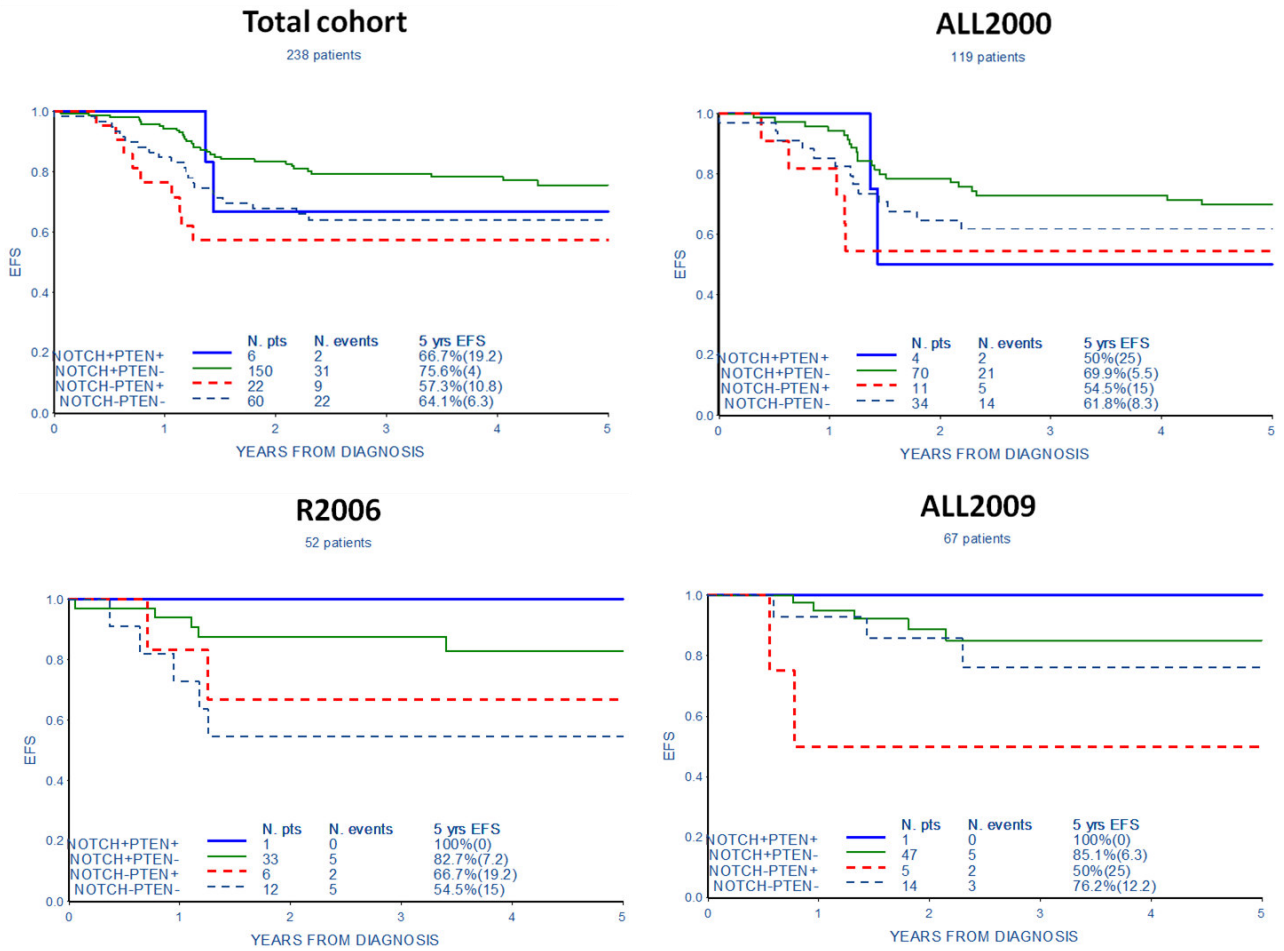 Total cohort
238 patients
1.0
0.8
0.6
0.4
0.2
0.0
EFS
N. pts N. events 5 yrs EFS
NOTCH+PTEN+ 6 2 66.7%(19.2)
NOTCH+PTEN- 150 31 75.6%(4)
NOTCH-PTEN+ 22 9 57.3%(10.8)
NOTCH-PTEN- 60 22 64.1%(6.3)
0 1 2 3 4 5
YEARS FROM DIAGNOSIS
ALL2000
119 patients
1.0
0.8
0.6
0.4
0.2
0.0
EFS
N. pts N. events 5 yrs EFS
NOTCH+PTEN+ 4 2 50%(25)
NOTCH+PTEN- 70 21 69.9%(5.5)
NOTCH-PTEN+ 11 5 54.5%(15)
NOTCH-PTEN- 34 14 61.8%(8.3)
0 1 2 3 4 5
YEARS FROM DIAGNOSIS
R2006
52 patients
1.0
0.8
0.6
0.4
0.2
0.0
EFS
N. pts N. events 5 yrs EFS
NOTCH+PTEN+ 1 0 100%(0)
NOTCH+PTEN- 33 5 82.7%(7.2)
NOTCH-PTEN+ 6 2 66.7%(19.2)
NOTCH-PTEN- 12 5 54.5%(15)
0 1 2 3 4 5
YEARS FROM DIAGNOSIS
ALL2009
67 patients
1.0
0.8
0.6
0.4
0.2
0.0
EFS
N. pts N. events 5 yrs EFS
NOTCH+PTEN+ 1 0 100%(0)
NOTCH+PTEN- 47 5 85.1%(6.3)
NOTCH-PTEN+ 5 2 50%(25)
NOTCH-PTEN- 14 3 76.2%(12.2)
0 1 2 3 4 5
YEARS FROM DIAGNOSIS